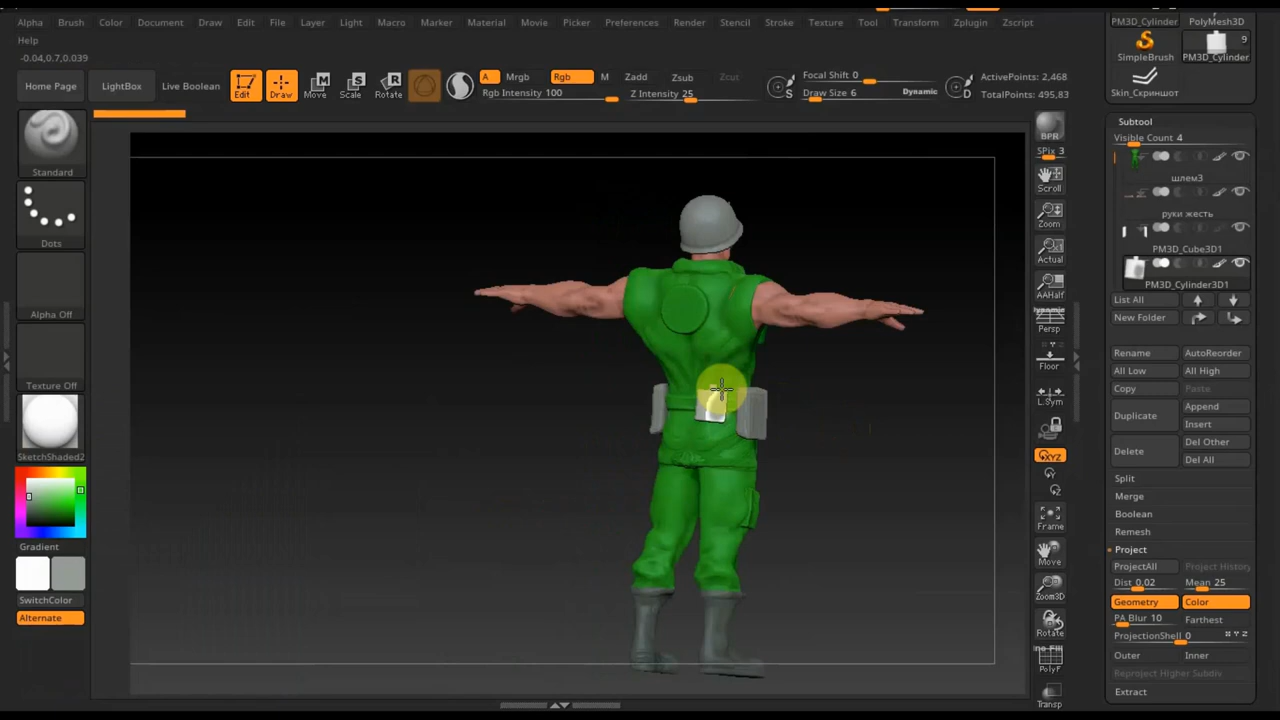 Alpha Brush Color Document Draw Edit File Layer Light Macro Marker Material Movie Picker Preferences Render Stencil Stroke Texture Tool Transform Zplugin Zscript
Help
-0.04,0.7,0.039
Home Page
LightBox
Live Boolean
Edit
Draw
Move
Scale
Rotate
A Mrgb Rgb M Zadd Zsub Zcut
Rgb Intensity 100
Z Intensity 25
Focal Shift 0
Draw Size 6
Dynamic
S
D
ActivePoints: 2,468
TotalPoints: 495,83
Standard
Dots
Alpha Off
Texture Off
SketchShaded2
Gradient
SwitchColor
Alternate
BPR
SPix 3
Scroll
Zoom
Actual
AAHalf
Dynamic
Persp
Floor
L.Sym
XYZ
Y
Z
Frame
Move
Zoom3D
Rotate
Line Fill
PolyF
Transp
PM3D_Cylinder PolyMesh3D
9
SimpleBrush PM3D_Cylinder
Skin_Скриншот
Subtool
Visible Count 4
шлем3
руки жесть
PM3D_Cube3D1
PM3D_Cylinder3D1
List All
New Folder
Rename AutoReorder
All Low All High
Copy Paste
Duplicate Append
Insert
Delete Del Other
Del All
Split
Merge
Boolean
Remesh
Project
ProjectAll Project History
Dist 0.02 Mean 25
Geometry Color
PA Blur 10 Farthest
ProjectionShell 0 X Y Z
Outer Inner
Reproject Higher Subdiv
Extract